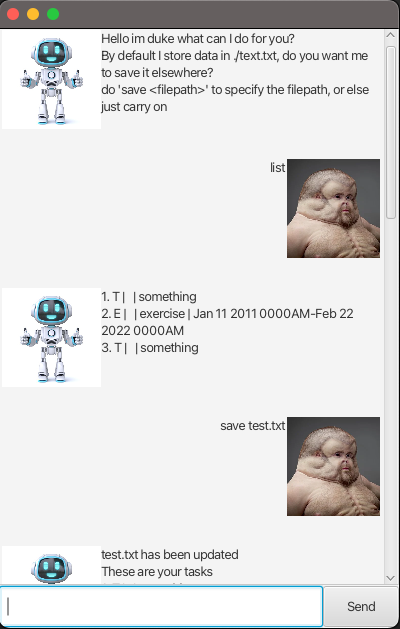 Hello im duke what can I do for you?
By default I store data in ./text.txt, do you want me
to save it elsewhere?
do 'save <filepath>' to specify the filepath, or else
just carry on
list
1. T |   | something
2. E |   | exercise | Jan 11 2011 0000AM-Feb 22
2022 0000AM
3. T |   | something
save test.txt
test.txt has been updated
These are your tasks
Send